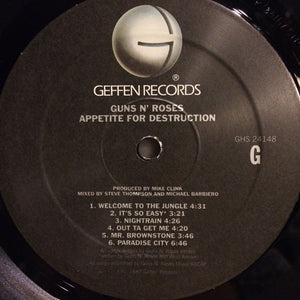 ®
GEFFEN RECORDS
GUNS N' ROSES
APPETITE FOR DESTRUCTION
GHS 24148
G
PRODUCED BY MIKE CLINK
MIXED BY STEVE THOMPSON AND MICHAEL BARBIERO
1. WELCOME TO THE JUNGLE 4:31
2. IT'S SO EASY* 3:21
3. NIGHTRAIN 4:26
4. OUT TA GET ME 4:20
5. MR. BROWNSTONE 3:46
6. PARADISE CITY 6:46